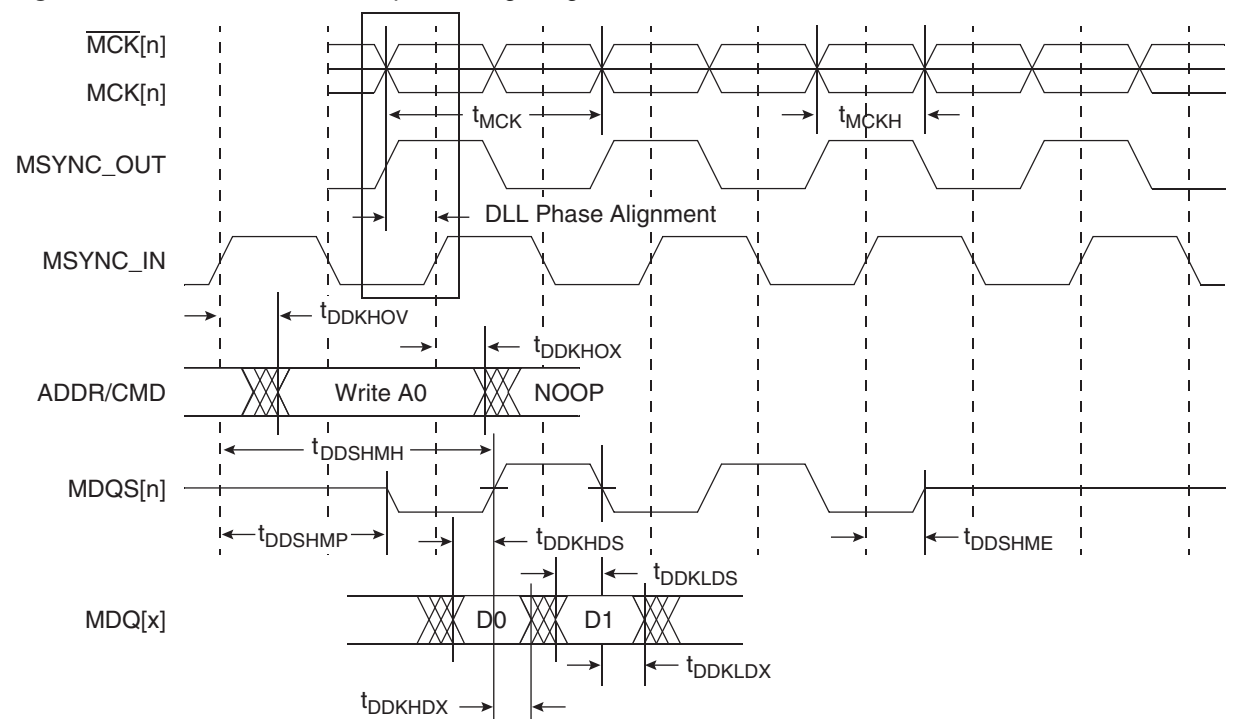 MCK[n]
MCK[n]
tMCK
tMCKH
MSYNC_OUT
DLL Phase Alignment
MSYNC_IN
tDDKHOV
tDDKHOX
ADDR/CMD
Write A0
NOOP
tDDSHMH
MDQS[n]
tDDSHMP
tDDKHDS
tDDSHME
tDDKLDS
MDQ[x]
D0
D1
tDDKLDX
tDDKHDX